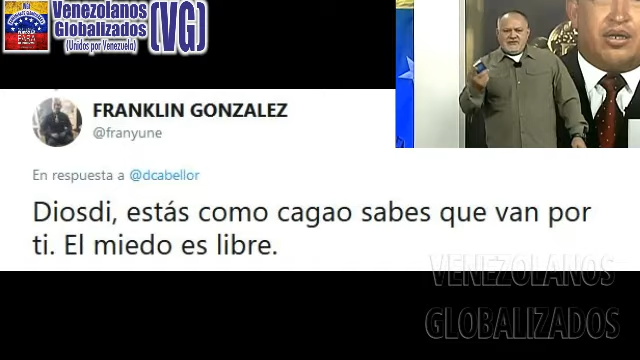 Venezolanos
Globalizados
(Unidos por Venezuela)
(VG)
FRANKLIN GONZALEZ
@franyune
En respuesta a @dcabellor
Diosdi, estás como cagao sabes que van por
ti. El miedo es libre.
VENEZOLANOS
GLOBALIZADOS